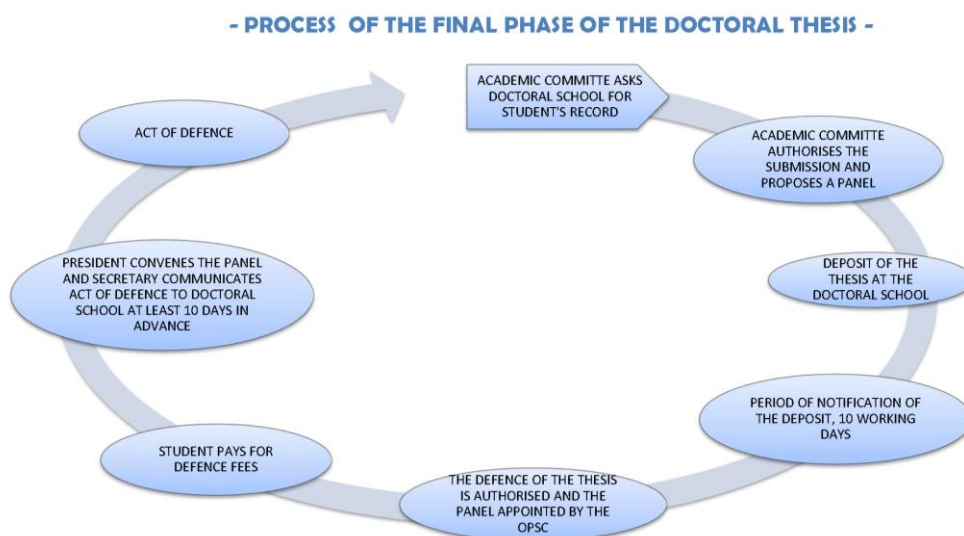 - PROCESS OF THE FINAL PHASE OF THE DOCTORAL THESIS -
ACADEMIC COMMITTE ASKS
DOCTORAL SCHOOL FOR
STUDENT'S RECORD
ACADEMIC COMMITTE
AUTHORISES THE
SUBMISSION AND
PROPOSES A PANEL
DEPOSIT OF THE
THESIS AT THE
DOCTORAL SCHOOL
PERIOD OF NOTIFICATION OF
THE DEPOSIT, 10 WORKING
DAYS
THE DEFENCE OF THE THESIS
IS AUTHORISED AND THE
PANEL APPOINTED BY THE
OPSC
STUDENT PAYS FOR
DEFENCE FEES
PRESIDENT CONVENES THE PANEL
AND SECRETARY COMMUNICATES
ACT OF DEFENCE TO DOCTORAL
SCHOOL AT LEAST 10 DAYS IN
ADVANCE
ACT OF DEFENCE